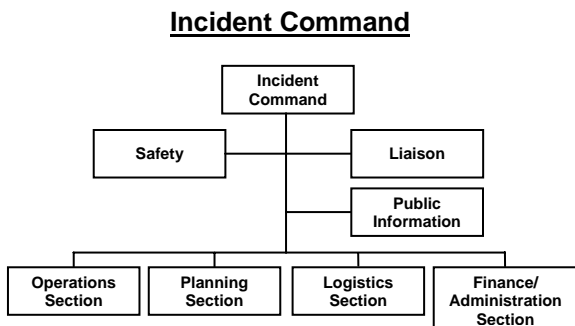 Incident Command
Incident
Command
Safety
Liaison
Public
Information
Operations
Section
Planning
Section
Logistics
Section
Finance/
Administration
Section